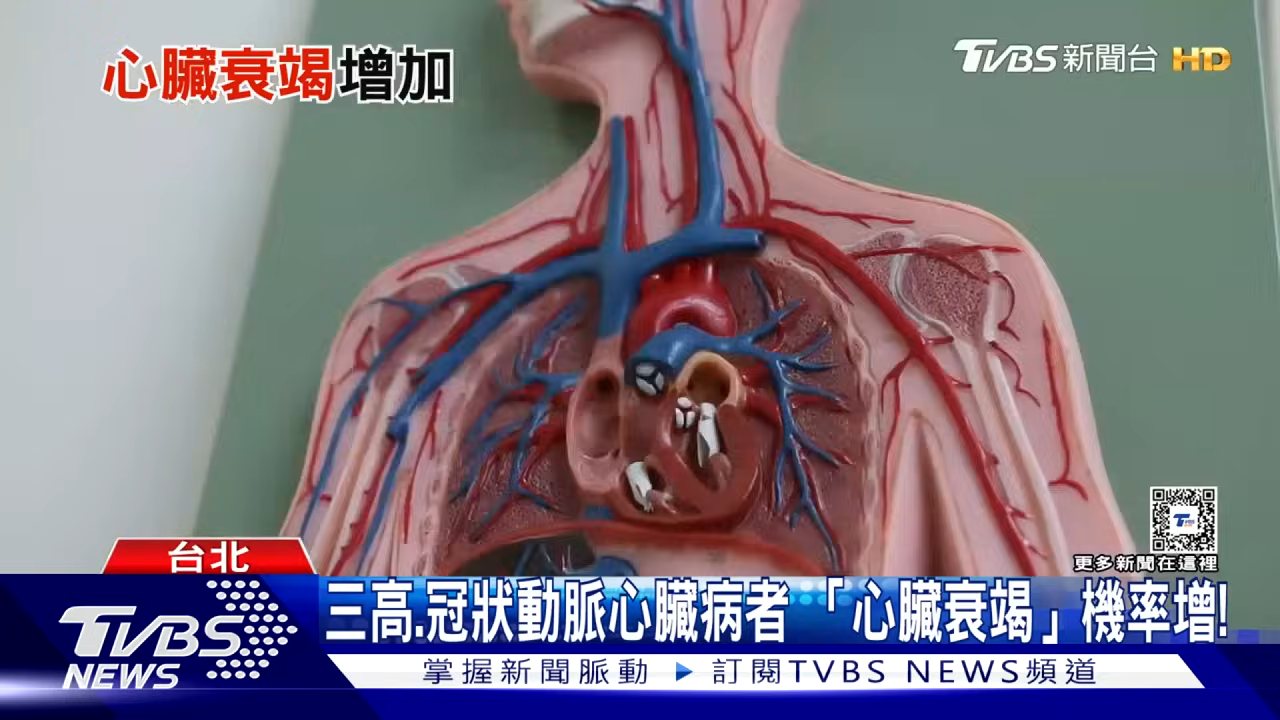 心臟衰竭增加
TVBS新聞台 HD
更多新聞在這裡
台北
三高.冠狀動脈心臟病者 「心臟衰竭」機率增!
TVBS NEWS
掌握新聞脈動 ▶ 訂閱TVBS NEWS頻道